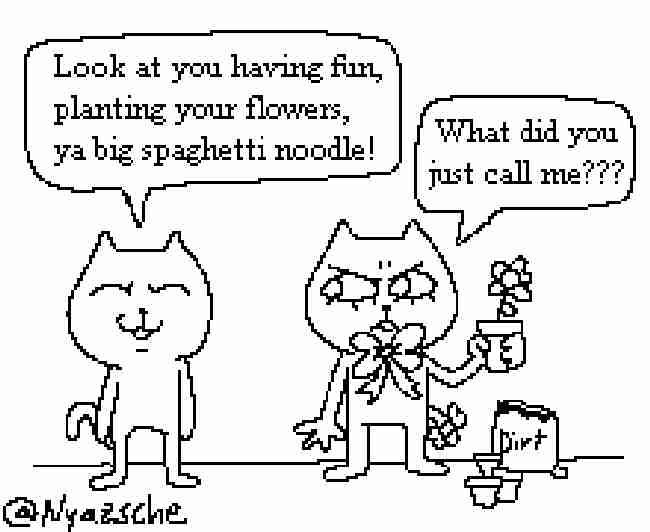 Look at you having fun,
planting your flowers,
ya big spaghetti noodle!
What did you
just call me???
Dirt
@Nyazsche